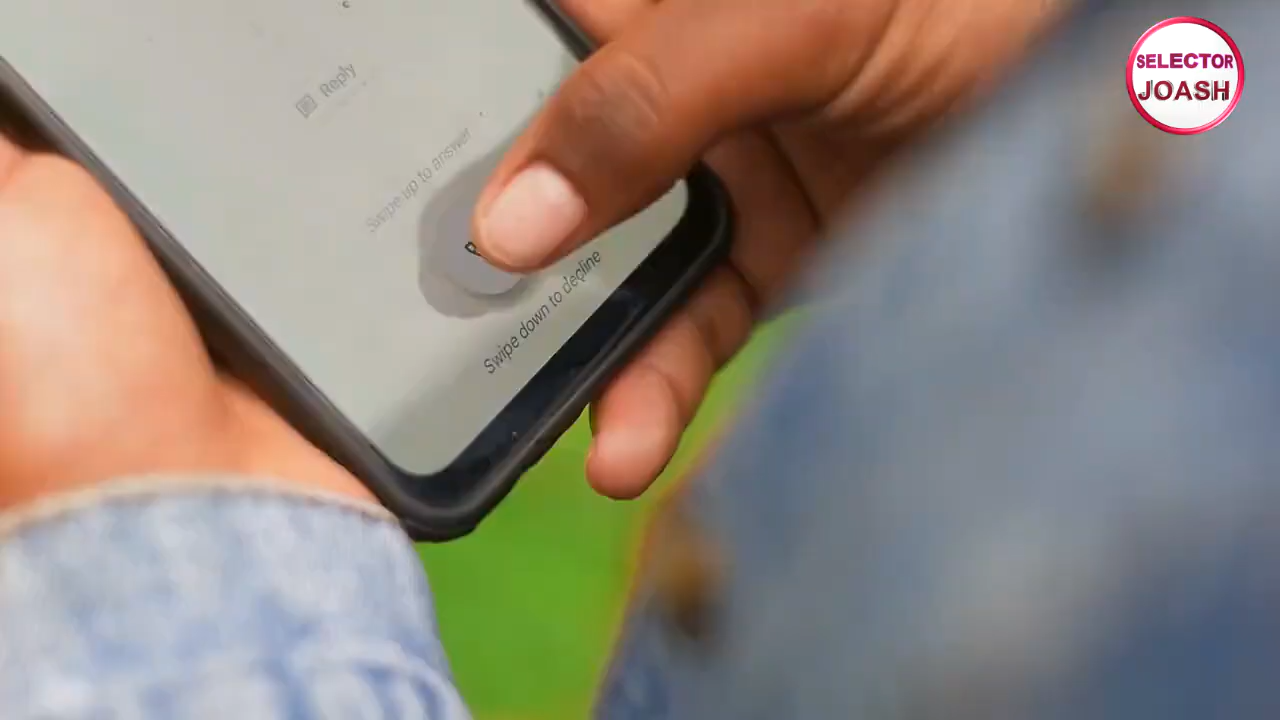 SELECTOR
JOASH
Reply
Swipe up to answer
Swipe down to decline